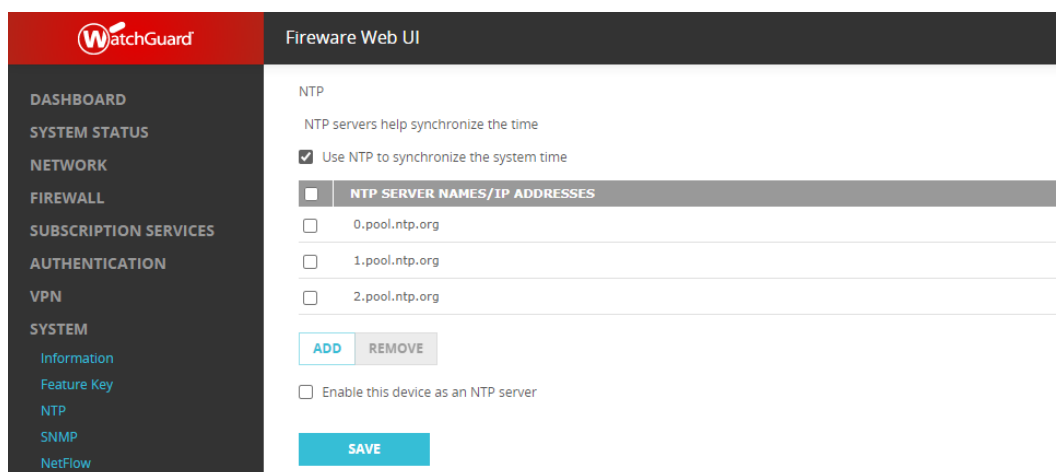 WatchGuard
Fireware Web UI
DASHBOARD
SYSTEM STATUS
NETWORK
FIREWALL
SUBSCRIPTION SERVICES
AUTHENTICATION
VPN
SYSTEM
Information
Feature Key
NTP
SNMP
NetFlow
NTP
NTP servers help synchronize the time
Use NTP to synchronize the system time
NTP SERVER NAMES/IP ADDRESSES
0.pool.ntp.org
1.pool.ntp.org
2.pool.ntp.org
ADD REMOVE
Enable this device as an NTP server
SAVE